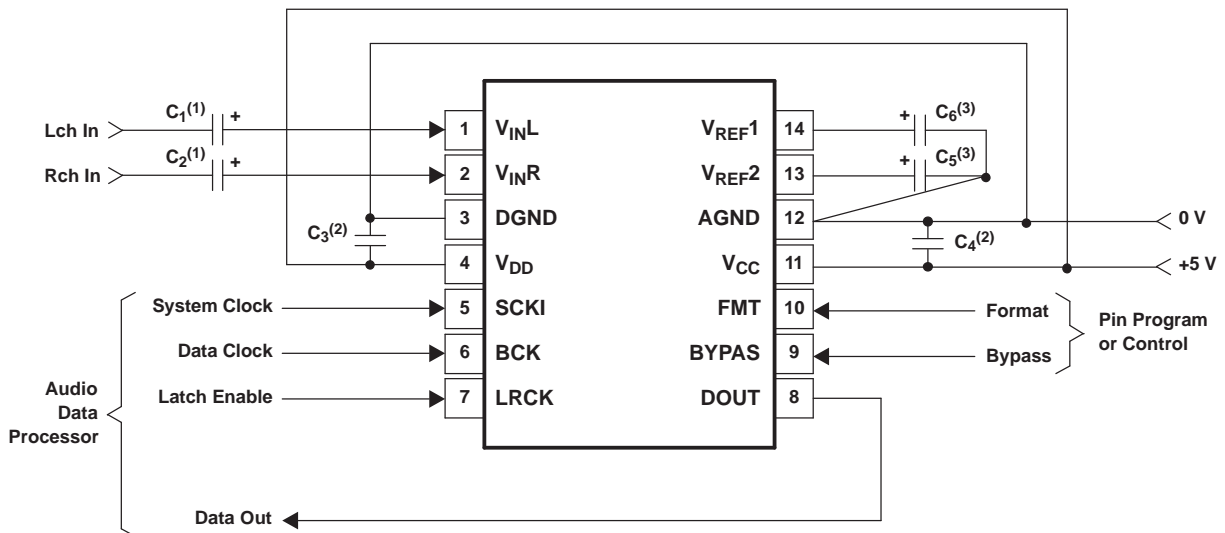 C1(1)
+
Lch In
1
VINL
C2(1)
+
Rch In
2
VINR
3
DGND
C3(2)
4
VDD
System Clock
5
SCKI
Data Clock
6
BCK
Latch Enable
7
LRCK
Audio
Data
Processor
Data Out
VREF1
14
+
C6(3)
VREF2
13
+
C5(3)
AGND
12
0 V
C4(2)
VCC
11
+5 V
FMT
10
Format
BYPAS
9
Bypass
Pin Program
or Control
DOUT
8